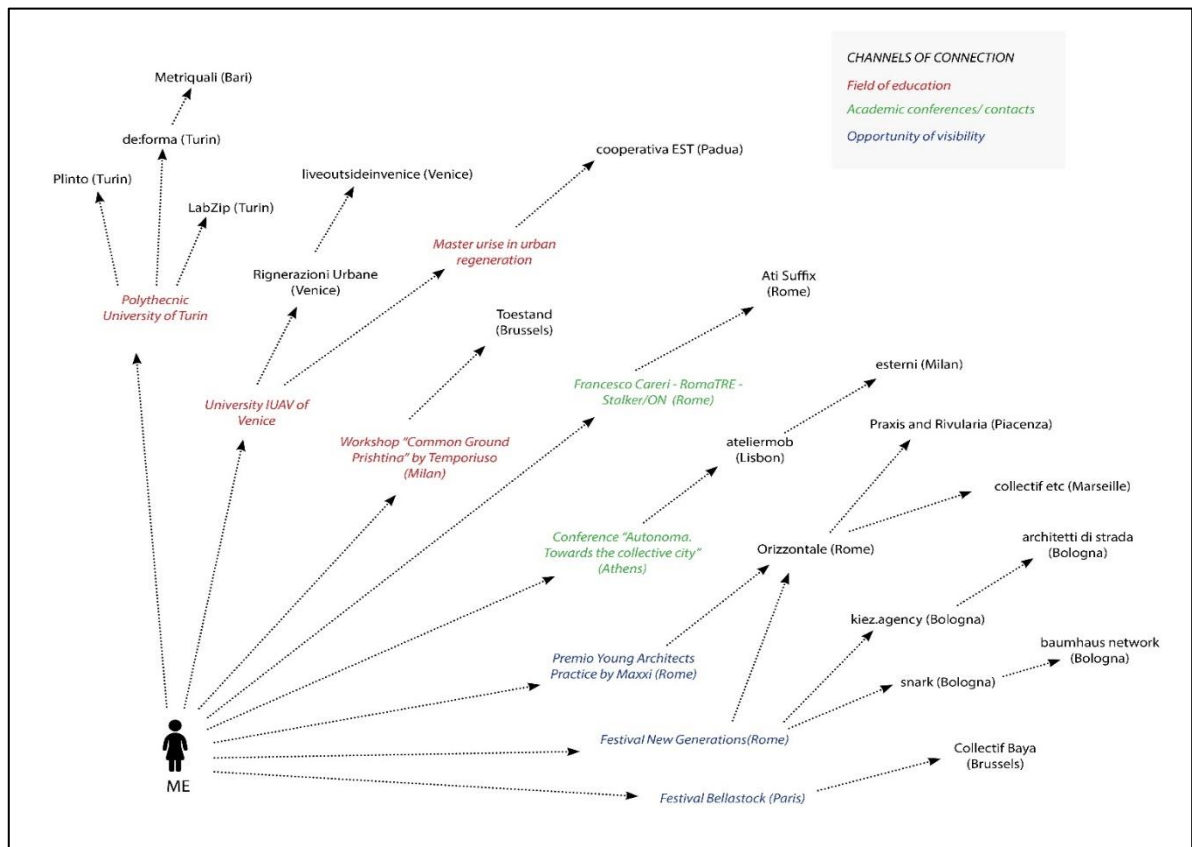 CHANNELS OF CONNECTION
Field of education
Academic conferences/ contacts
Opportunity of visibility
Metriquali (Bari)
de:forma (Turin)
Plinto (Turin)
LabZip (Turin)
Polythecnic
University of Turin
liveoutsideinvenice (Venice)
Rignerazioni Urbane
(Venice)
University IUAV of
Venice
cooperativa EST (Padua)
Master urise in urban
regeneration
Toestand
(Brussels)
Workshop “Common Ground
Prishtina” by Temporiuso
(Milan)
Ati Suffix
(Rome)
Francesco Careri - RomaTRE -
Stalker/ON (Rome)
esterni (Milan)
ateliermob
(Lisbon)
Conference “Autonoma.
Towards the collective city”
(Athens)
Praxis and Rivularia (Piacenza)
collectif etc (Marseille)
Orizzontale (Rome)
architetti di strada
(Bologna)
kiez.agency (Bologna)
baumhaus network
(Bologna)
snark (Bologna)
Premio Young Architects
Practice by Maxxi (Rome)
Festival New Generations(Rome)
Collectif Baya
(Brussels)
Festival Bellastock (Paris)
ME